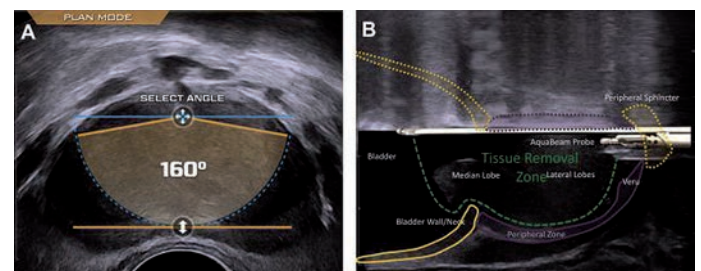 A
PLAN MODE
SELECT ANGLE
160º
B
Peripheral Sphincter
AquaBeam Probe
Bladder
Tissue Removal
Zone
Median Lobe
Lateral Lobes
Veru
Bladder Wall/Neck
Peripheral Zone